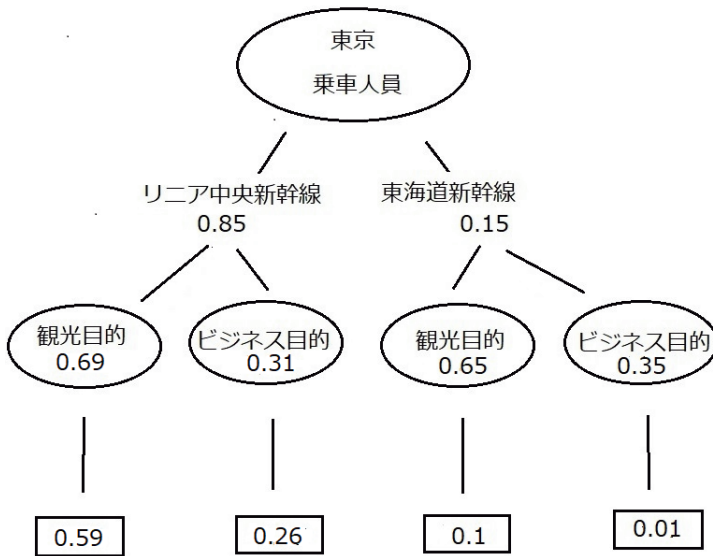 東京
乗車人員
リニア中央新幹線
0.85
東海道新幹線
0.15
観光目的
0.69
ビジネス目的
0.31
観光目的
0.65
ビジネス目的
0.35
0.59
0.26
0.1
0.01